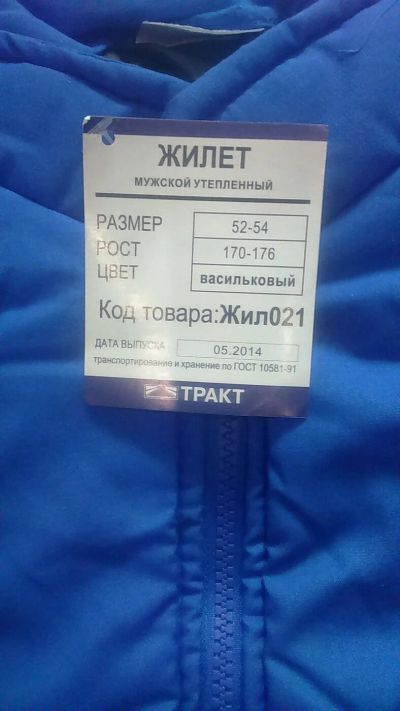 ЖИЛЕТ
МУЖСКОЙ УТЕПЛЕННЫЙ
РАЗМЕР 52-54
РОСТ 170-176
ЦВЕТ васильковый
Код товара:Жил021
ДАТА ВЫПУСКА 05.2014
транспортирование и хранение по ГОСТ 10581-91
ТРАКТ